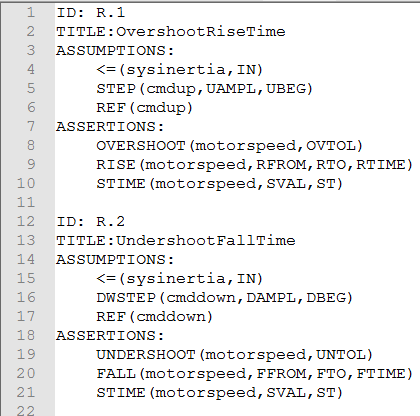 1 ID: R.1
2 TITLE:OvershootRiseTime
3 ASSUMPTIONS:
4 <=(sysinertia,IN)
5 STEP(cmdup,UAMPL,UBEG)
6 REF(cmdup)
7 ASSERTIONS:
8 OVERSHOOT(motorspeed,OVTOL)
9 RISE(motorspeed,RFROM,RTO,RTIME)
10 STIME(motorspeed,SVAL,ST)
11
12 ID: R.2
13 TITLE:UndershootFallTime
14 ASSUMPTIONS:
15 <=(sysinertia,IN)
16 DWSTEP(cmddown,DAMPL,DBEG)
17 REF(cmddown)
18 ASSERTIONS:
19 UNDERSHOOT(motorspeed,UNTOL)
20 FALL(motorspeed,FFROM,FTO,FTIME)
21 STIME(motorspeed,SVAL,ST)
22